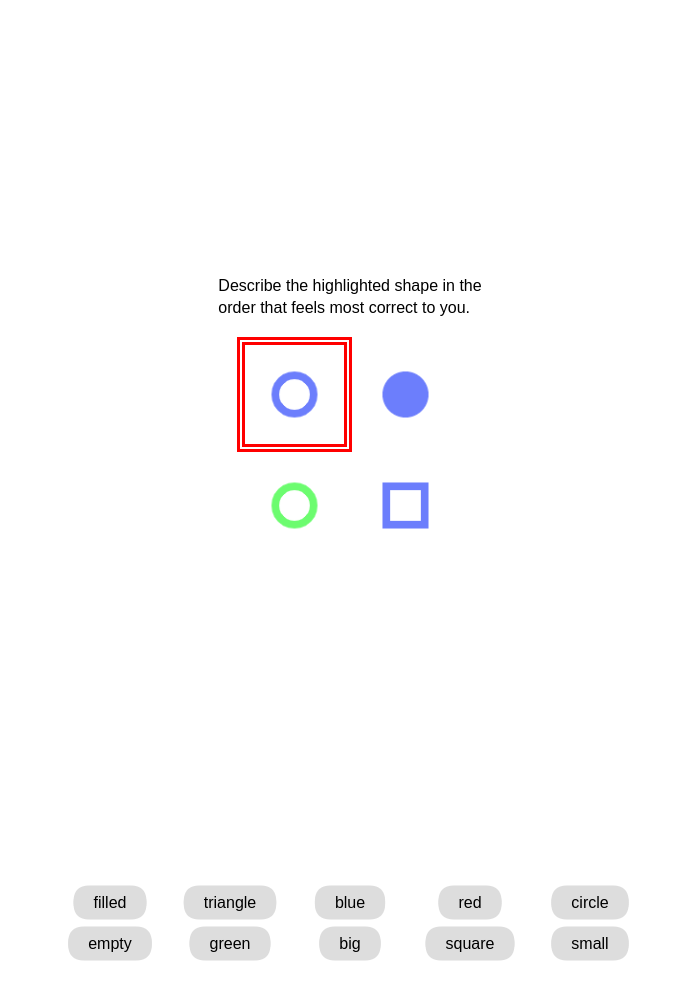 Describe the highlighted shape in the
order that feels most correct to you.
filled triangle blue red circle
empty green big square small